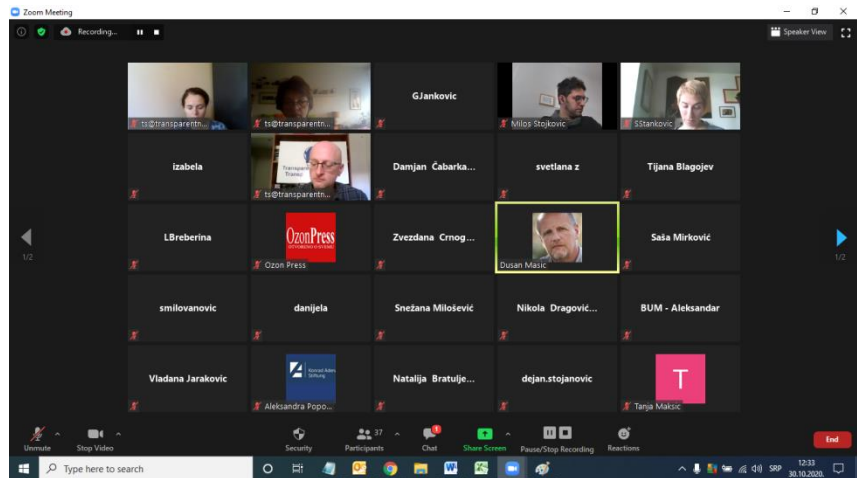 Zoom Meeting
Recording...
Speaker View
ts@transparentn...
ts@transparentn...
GJankovic
Milos Stojkovic
SStankovic
izabela
ts@transparentn...
Damjan Čabarka...
svetlana z
Tijana Blagojev
LBreberina
OzonPress
Ozon Press
Zvezdana Crnog...
Dusan Masic
Saša Mirković
1/2
1/2
smilovanovic
danijela
Snežana Milošević
Nikola Dragović...
BUM - Aleksandar
Vladana Jarakovic
Aleksandra Popo...
Natalija Bratulje...
dejan.stojanovic
T
Tanja Maksic
Unmute
Stop Video
Security
Participants
37
Chat
1
Share Screen
Pause/Stop Recording
Reactions
End
Type here to search
SRP
12:33
30.10.2020.